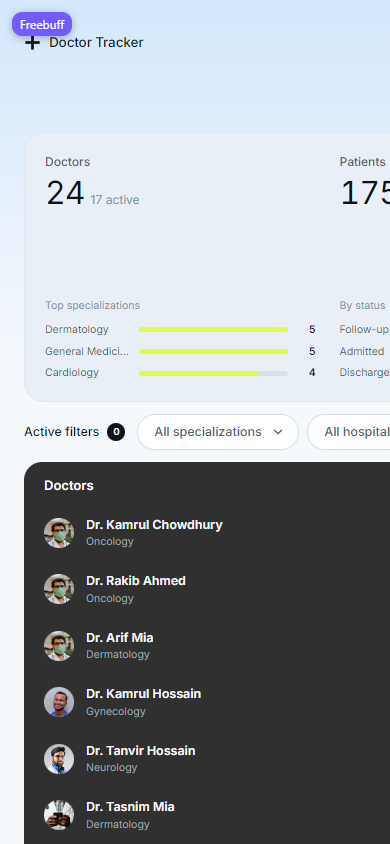 Freebuff
Doctor Tracker
Doctors
24 17 active
Top specializations
Dermatology 5
General Medici... 5
Cardiology 4
Patients
175
By status
Follow-up
Admitted
Discharge
Active filters 0
All specializations
All hospital
Doctors
Dr. Kamrul Chowdhury
Oncology
Dr. Rakib Ahmed
Oncology
Dr. Arif Mia
Dermatology
Dr. Kamrul Hossain
Gynecology
Dr. Tanvir Hossain
Neurology
Dr. Tasnim Mia
Dermatology